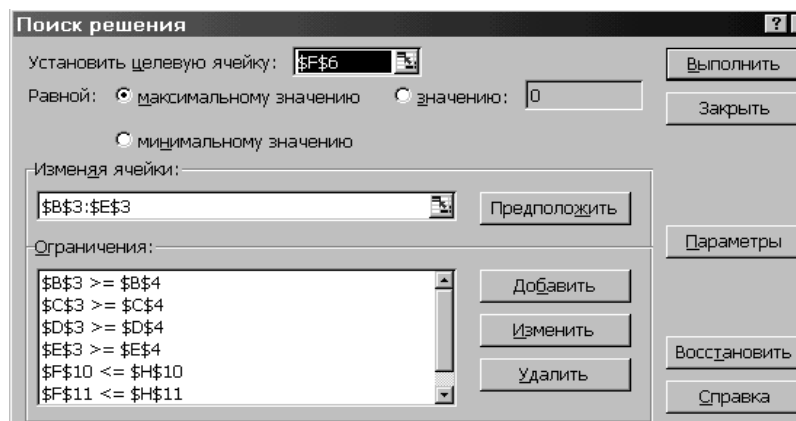 Поиск решения ?
Установить целевую ячейку: $F$6 Выполнить
Равной: максимальному значению значению: 0 Закрыть
минимальному значению
Изменяя ячейки:
$B$3:$E$3 Предположить
Параметры
Ограничения:
$B$3 >= $B$4 Добавить
$C$3 >= $C$4
$D$3 >= $D$4 Изменить
$E$3 >= $E$4 Восстановить
$F$10 <= $H$10 Удалить
$F$11 <= $H$11 Справка